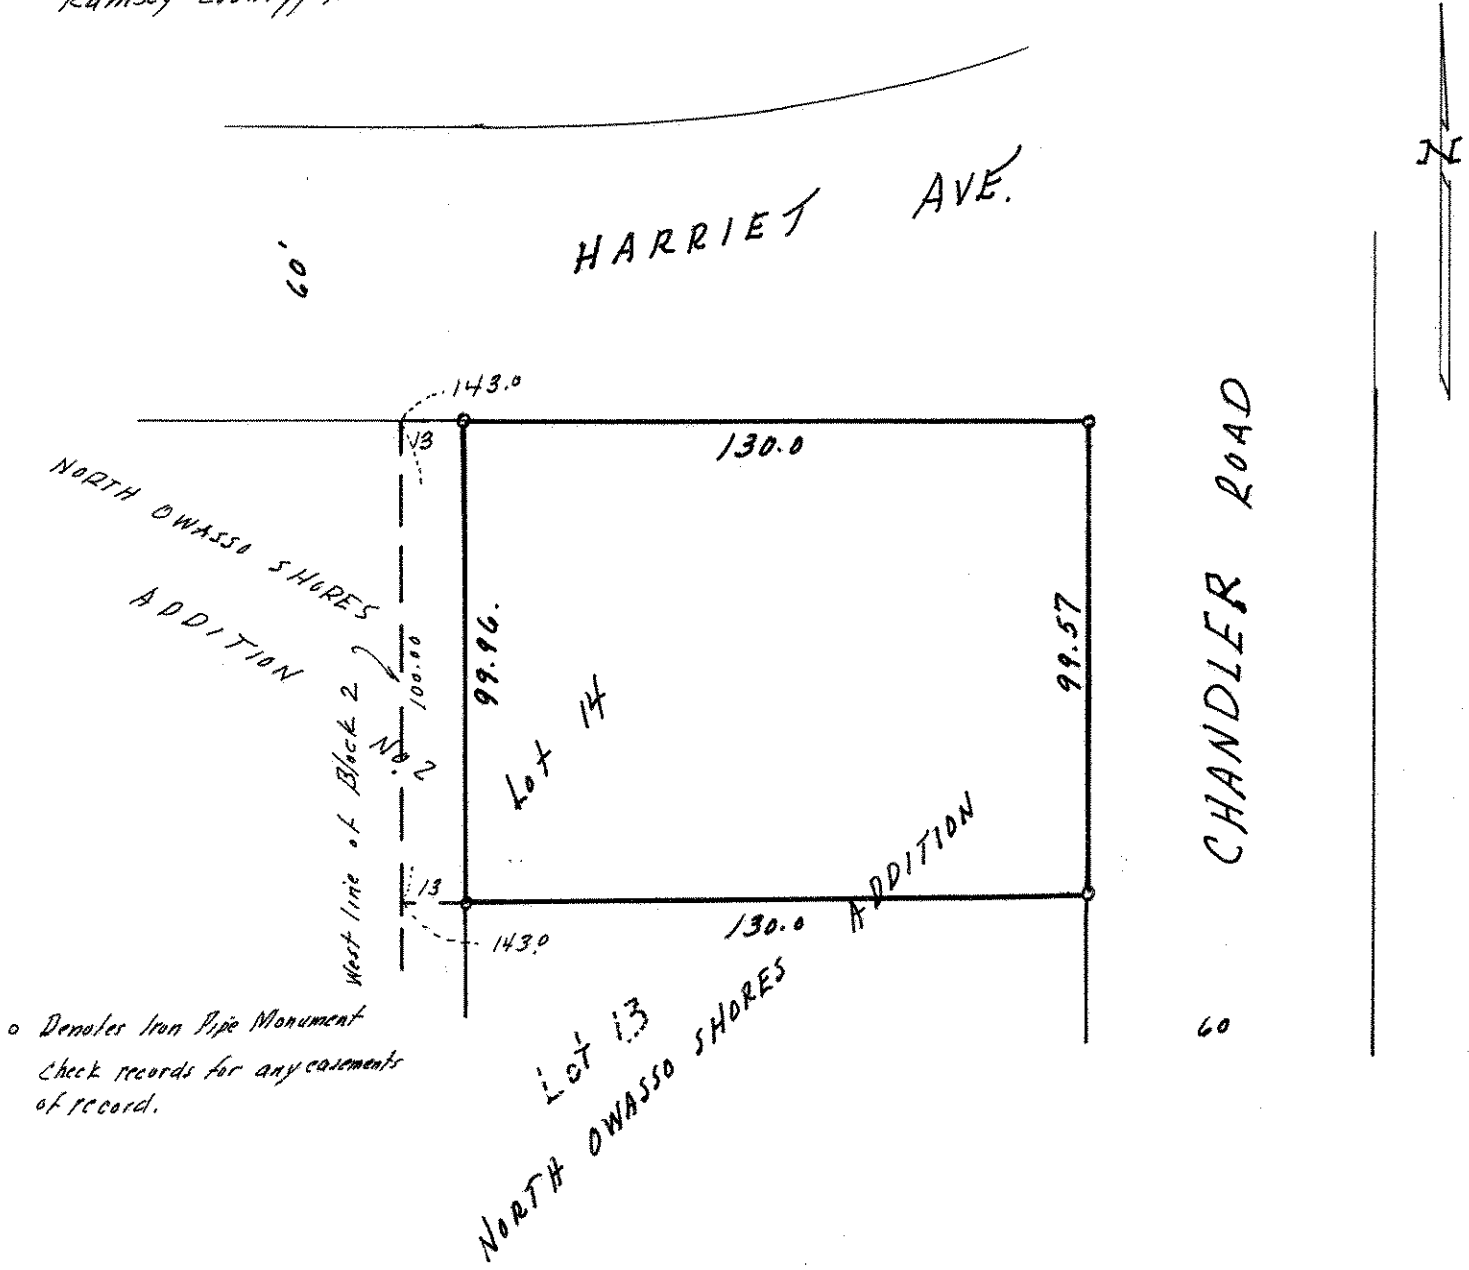 Ramsey County,
HARRIET AVE.
60'
N
143.0
13
130.0
NORTH OWASSO SHORES
ADDITION
No. 2
West line of Block 2
100.00
99.96.
99.57
Lot 14
CHANDLER ROAD
13
143.0
130.0
60
Lot 13
NORTH OWASSO SHORES ADDITION
o Denotes Iron Pipe Monument
Check records for any easements
of record.